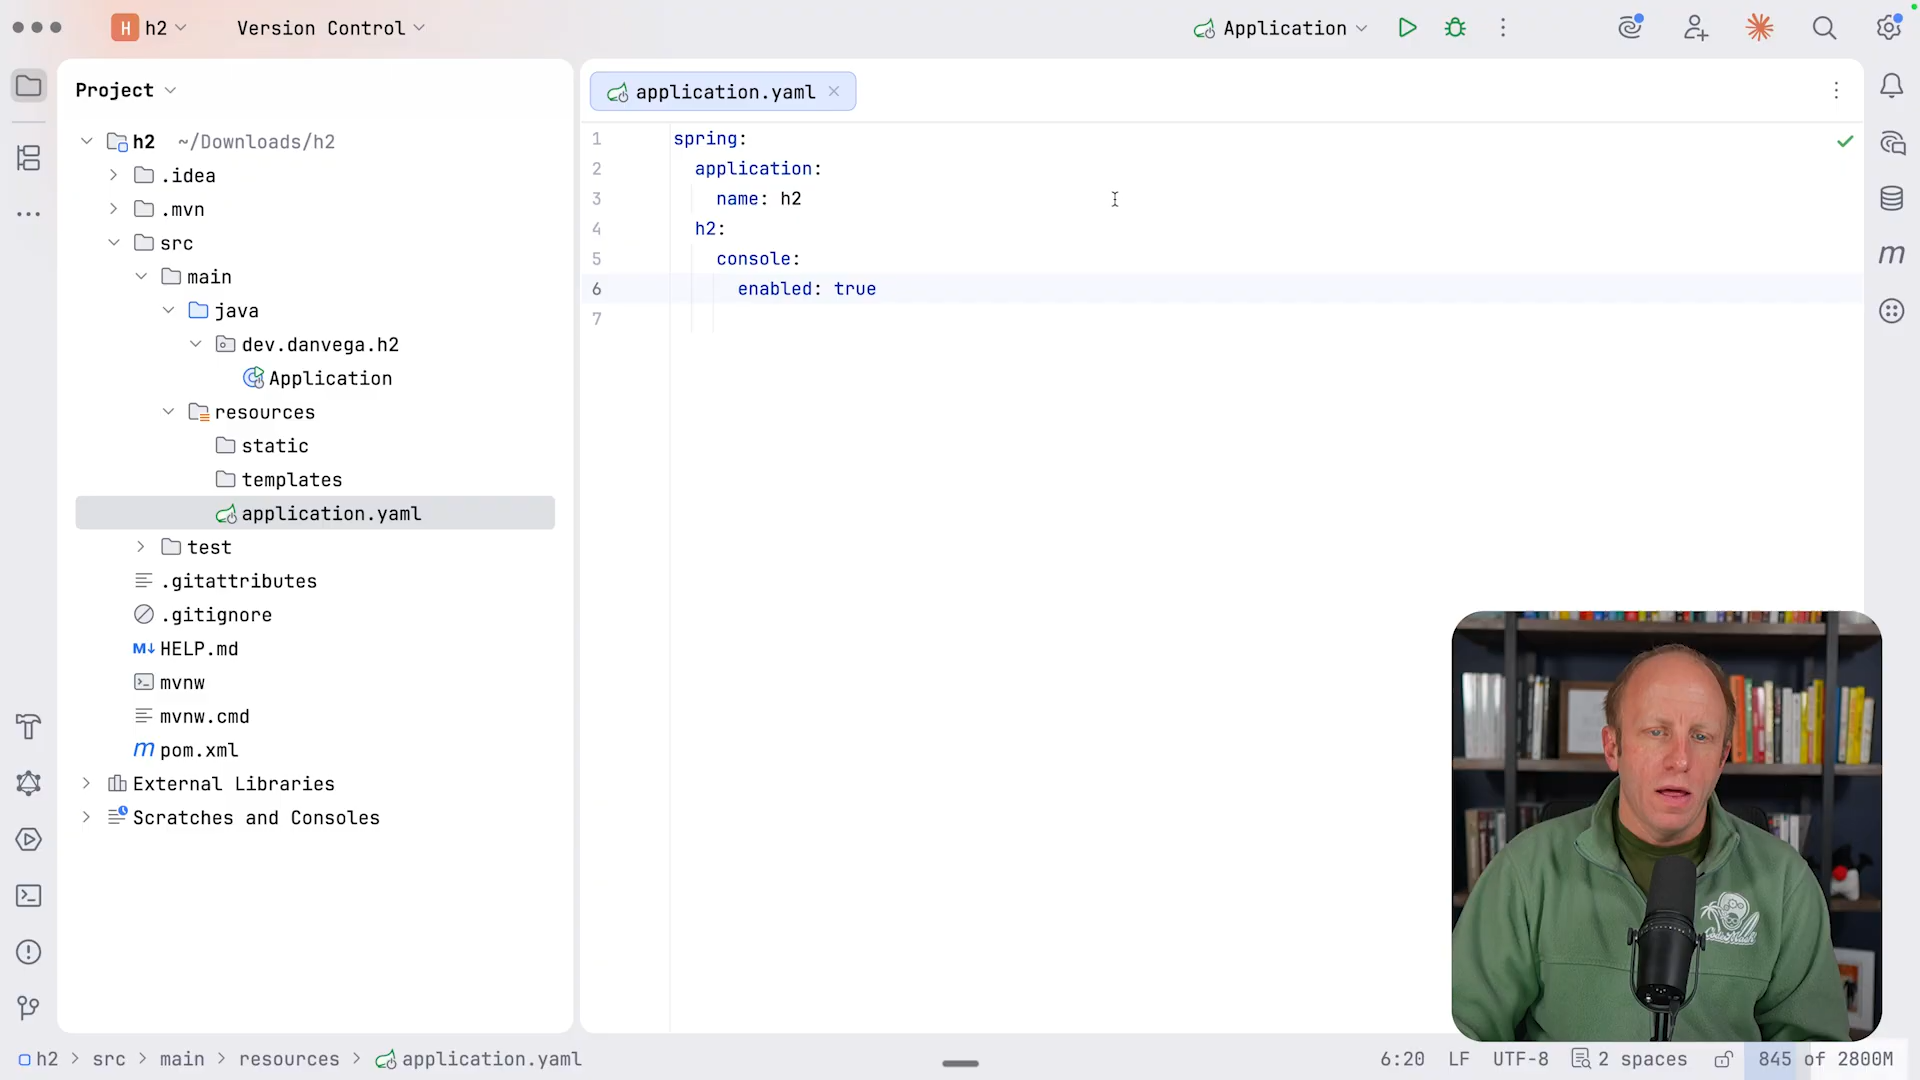 H h2 Version Control Application
Project
h2 ~/Downloads/h2
.idea
.mvn
src
main
java
dev.danvega.h2
Application
resources
static
templates
application.yaml
test
.gitattributes
.gitignore
M↓ HELP.md
mvnw
mvnw.cmd
m pom.xml
External Libraries
Scratches and Consoles
application.yaml
1 spring:
2 application:
3 name: h2
4 h2:
5 console:
6 enabled: true
7
m
CodeMash
h2 > src > main > resources > application.yaml 6:20 LF UTF-8 2 spaces 845 of 2800M